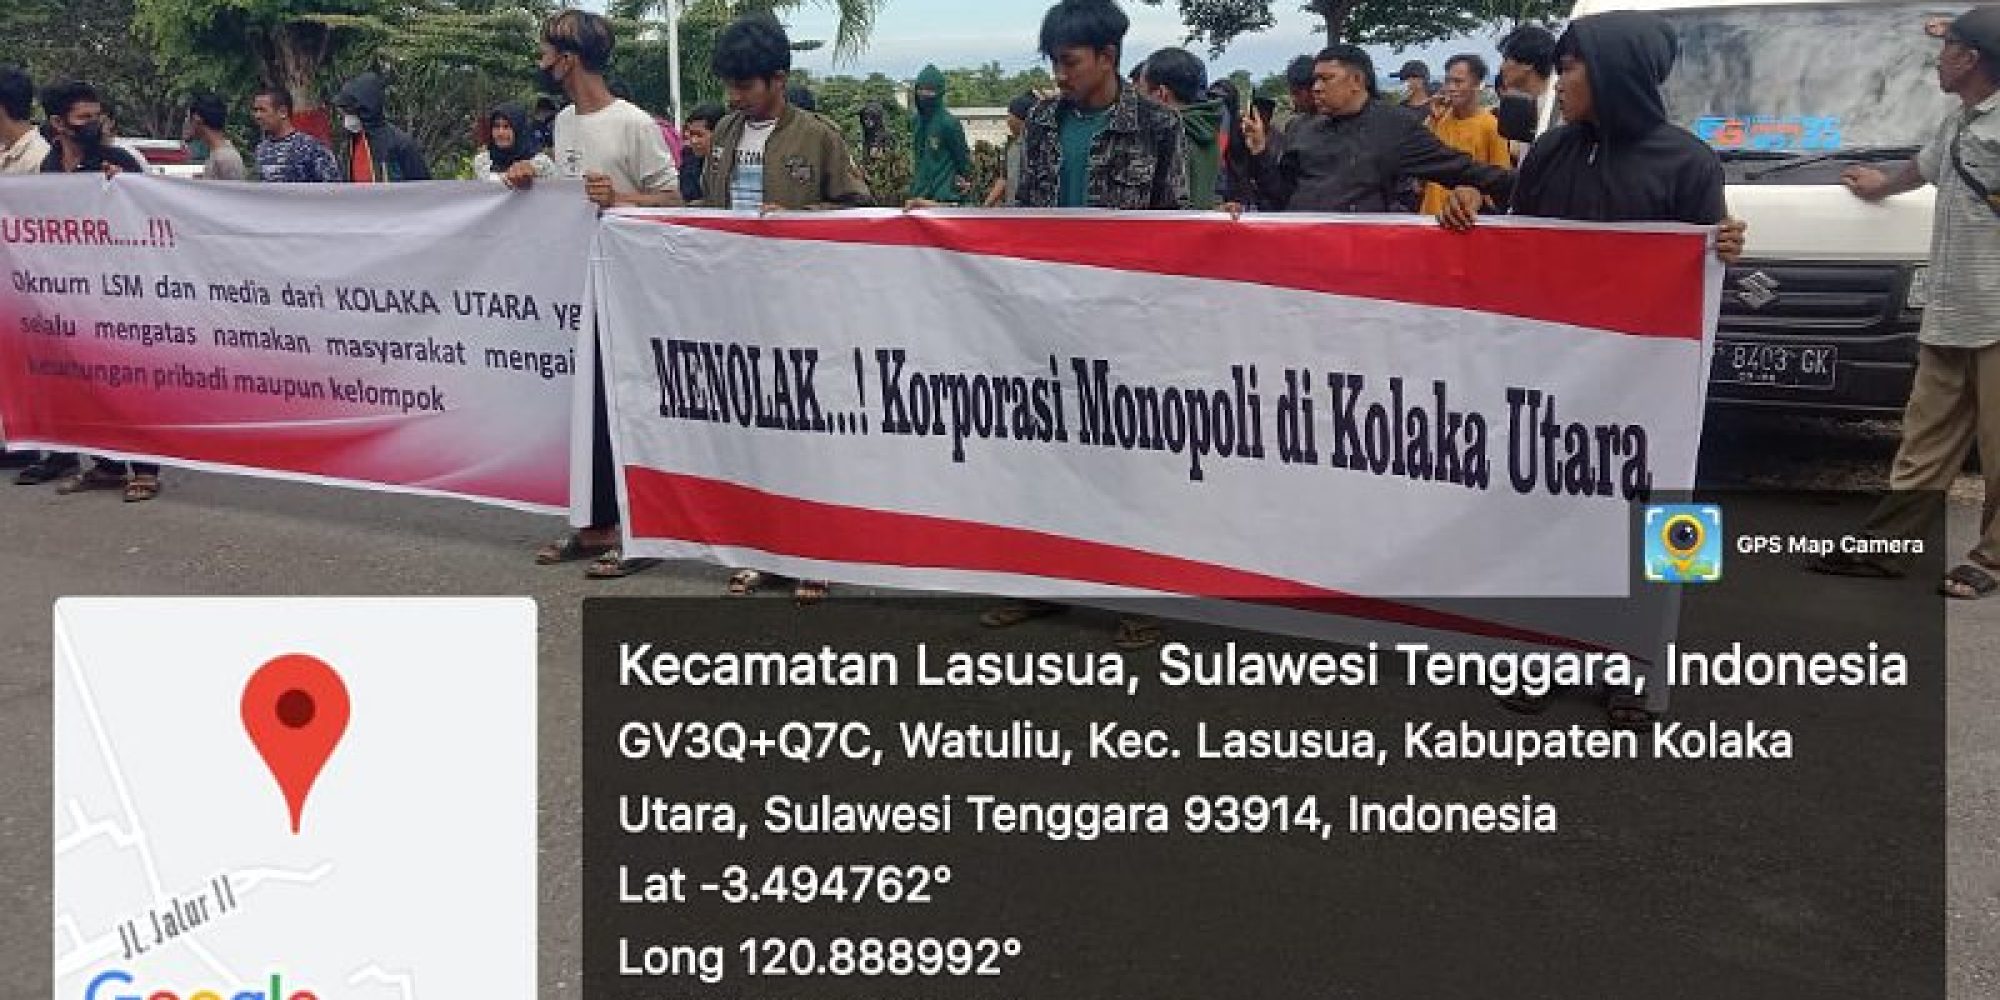 USIRRRR.....!!!
Oknum LSM dan media dari KOLAKA UTARA yg
selalu mengatas namakan masyarakat mengai
keuntungan pribadi maupun kelompok
MENOLAK...! Korporasi Monopoli di Kolaka Utara
8403 GK
GPS Map Camera
Kecamatan Lasusua, Sulawesi Tenggara, Indonesia
GV3Q+Q7C, Watuliu, Kec. Lasusua, Kabupaten Kolaka
Utara, Sulawesi Tenggara 93914, Indonesia
Lat -3.494762°
Long 120.888992°
Jl. Jalur II
Google